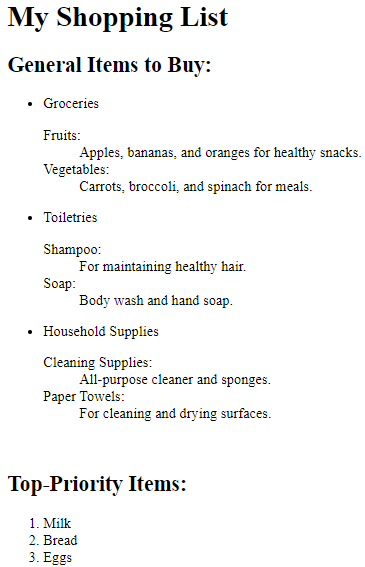 My Shopping List
General Items to Buy:
• Groceries
Fruits:
Apples, bananas, and oranges for healthy snacks.
Vegetables:
Carrots, broccoli, and spinach for meals.
• Toiletries
Shampoo:
For maintaining healthy hair.
Soap:
Body wash and hand soap.
• Household Supplies
Cleaning Supplies:
All-purpose cleaner and sponges.
Paper Towels:
For cleaning and drying surfaces.
Top-Priority Items:
1. Milk
2. Bread
3. Eggs